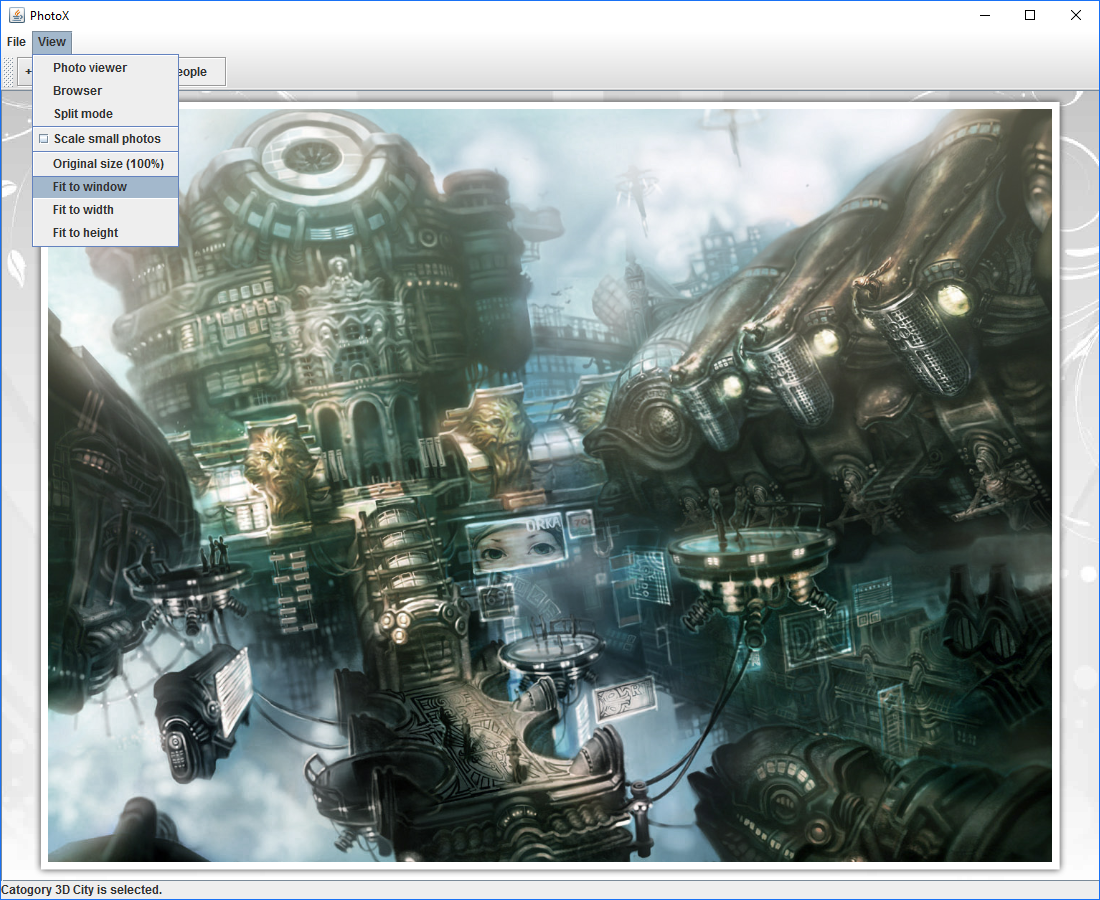 PhotoX
File View
+ eople
Photo viewer
Browser
Split mode
Scale small photos
Original size (100%)
Fit to window
Fit to width
Fit to height
ORKA
Catogory 3D City is selected.